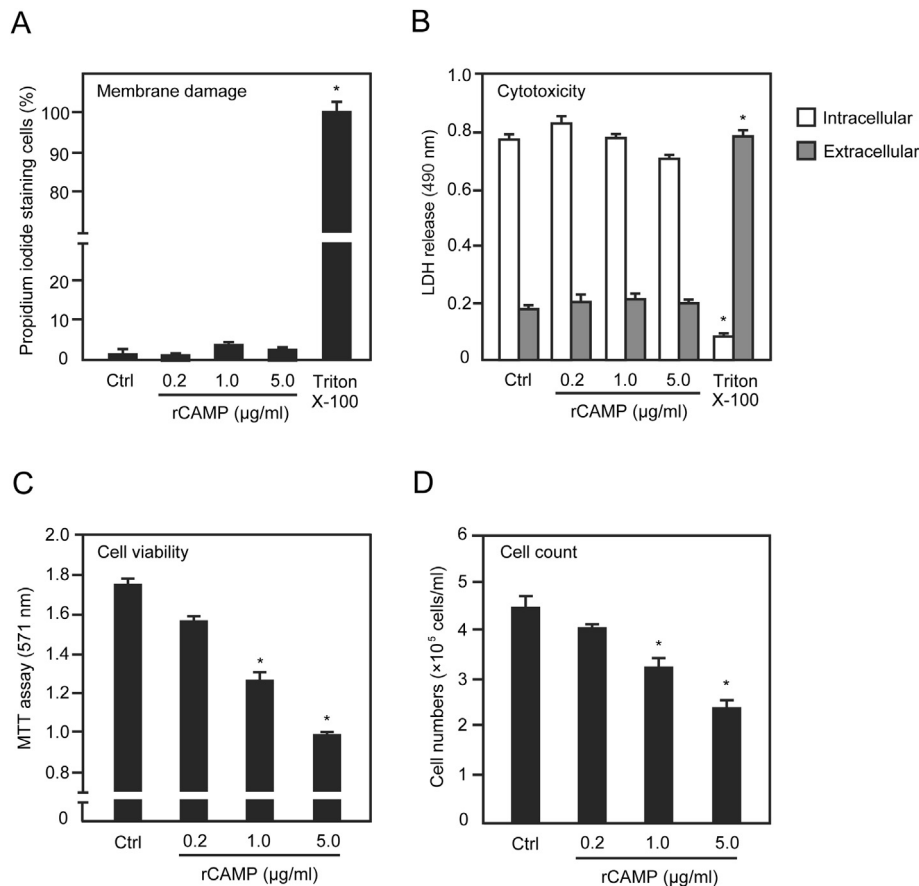 A
Membrane damage
Propidium iodide staining cells (%)
100
90
80
20
10
0
*
Ctrl
0.2
1.0
5.0
Triton
X-100
rCAMP (µg/ml)
B
Cytotoxicity
LDH release (490 nm)
1.0
0.8
0.6
0.4
0.2
0
*
*
Ctrl
0.2
1.0
5.0
Triton
X-100
rCAMP (µg/ml)
Intracellular
Extracellular
C
Cell viability
MTT assay (571 nm)
2.0
1.8
1.6
1.4
1.2
1.0
0.8
0
*
*
Ctrl
0.2
1.0
5.0
rCAMP (µg/ml)
D
Cell count
Cell numbers (×10⁵ cells/ml)
6
5
4
3
2
1
0
*
*
Ctrl
0.2
1.0
5.0
rCAMP (µg/ml)